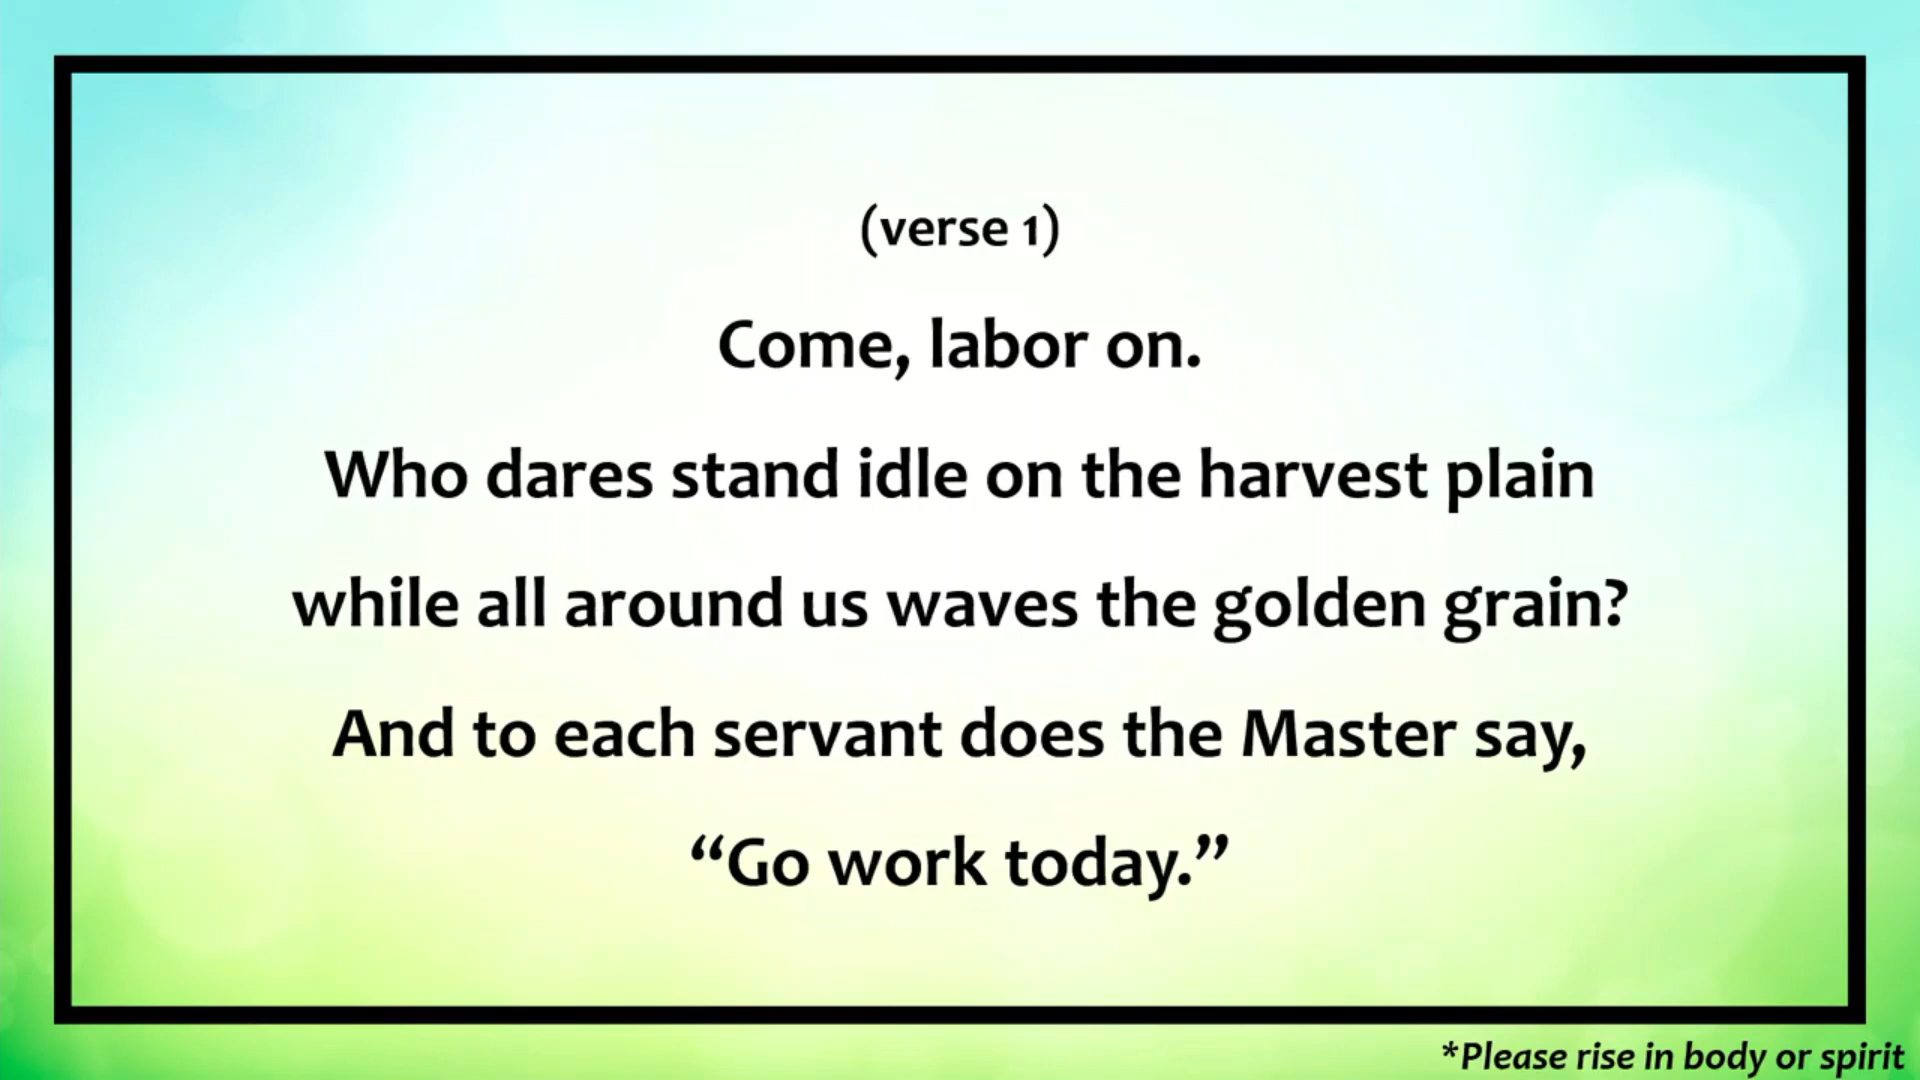 (verse 1)
Come, labor on.
Who dares stand idle on the harvest plain
while all around us waves the golden grain?
And to each servant does the Master say,
“Go work today.”
*Please rise in body or spirit